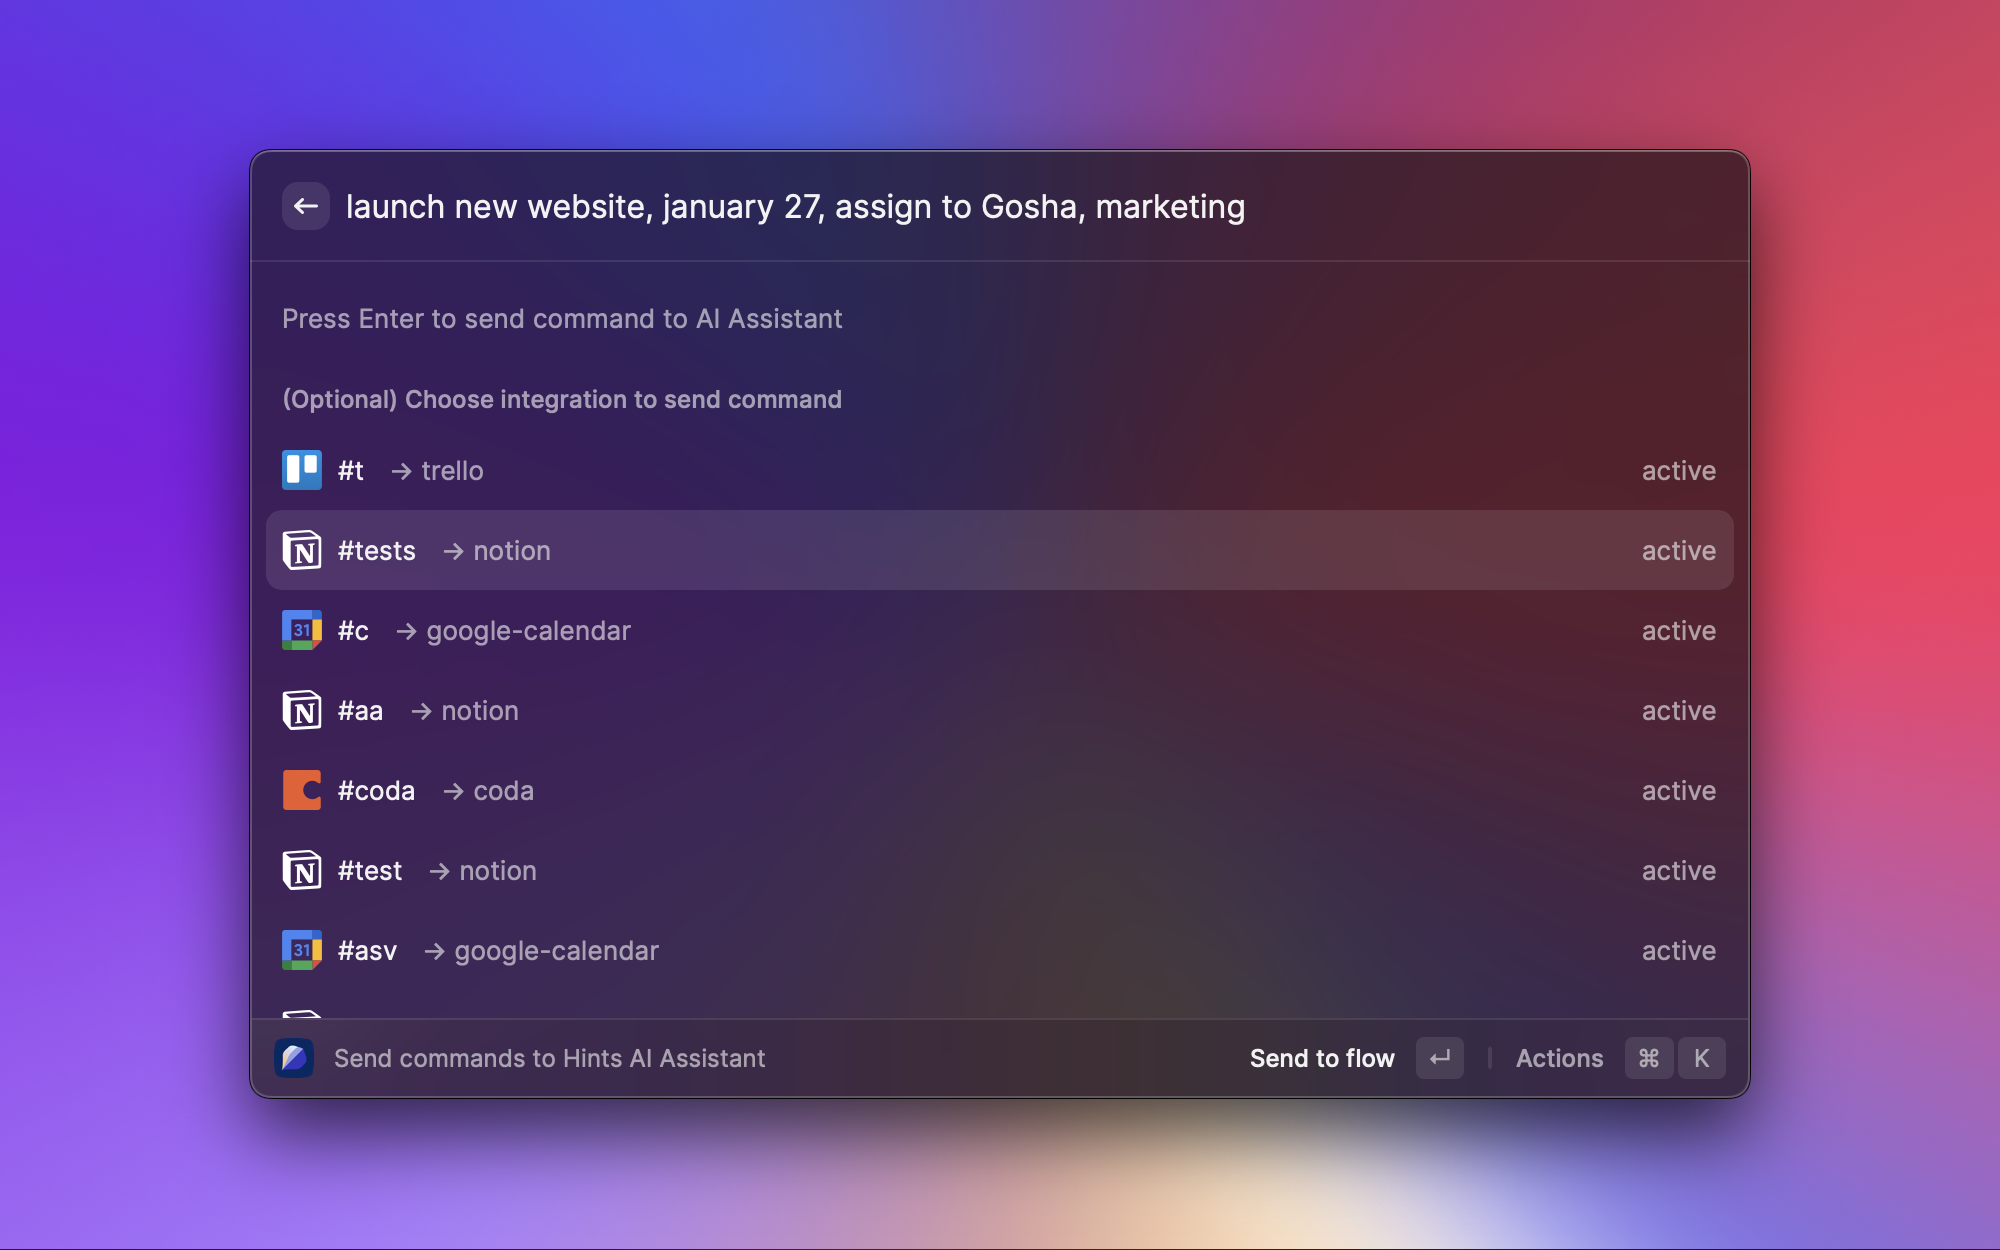 launch new website, january 27, assign to Gosha, marketing
Press Enter to send command to AI Assistant
(Optional) Choose integration to send command
#t → trello active
#tests → notion active
31 #c → google-calendar active
#aa → notion active
#coda → coda active
#test → notion active
31 #asv → google-calendar active
Send commands to Hints AI Assistant Send to flow ↵ | Actions ⌘ K